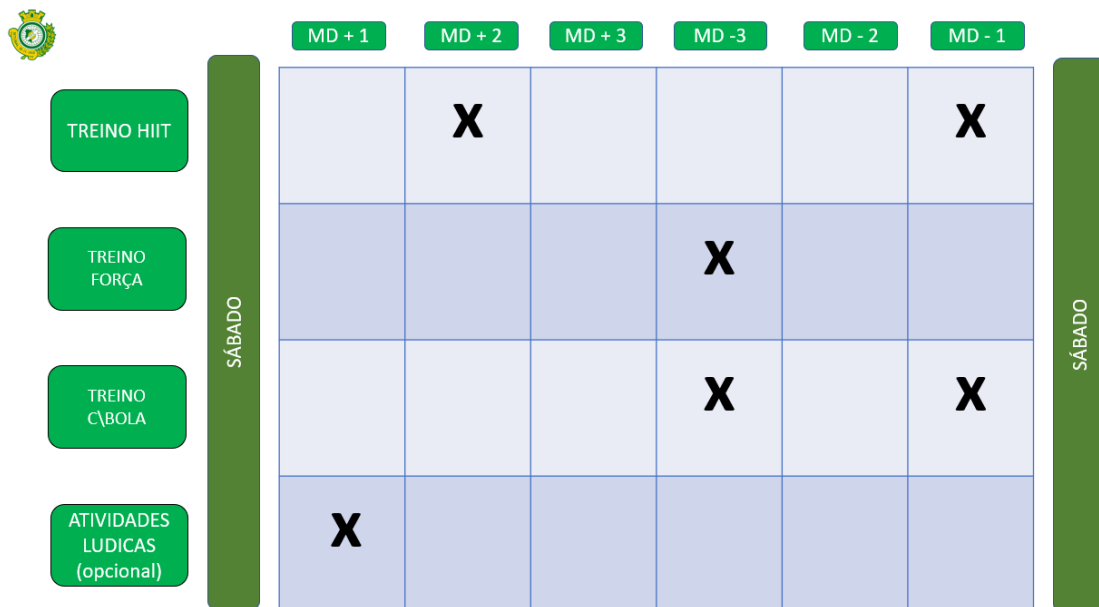 MD + 1
MD + 2
MD + 3
MD -3
MD - 2
MD - 1
TREINO HIIT
X
X
TREINO
FORÇA
X
TREINO
C\BOLA
X
X
ATIVIDADES
LUDICAS
(opcional)
X
SÁBADO
SÁBADO